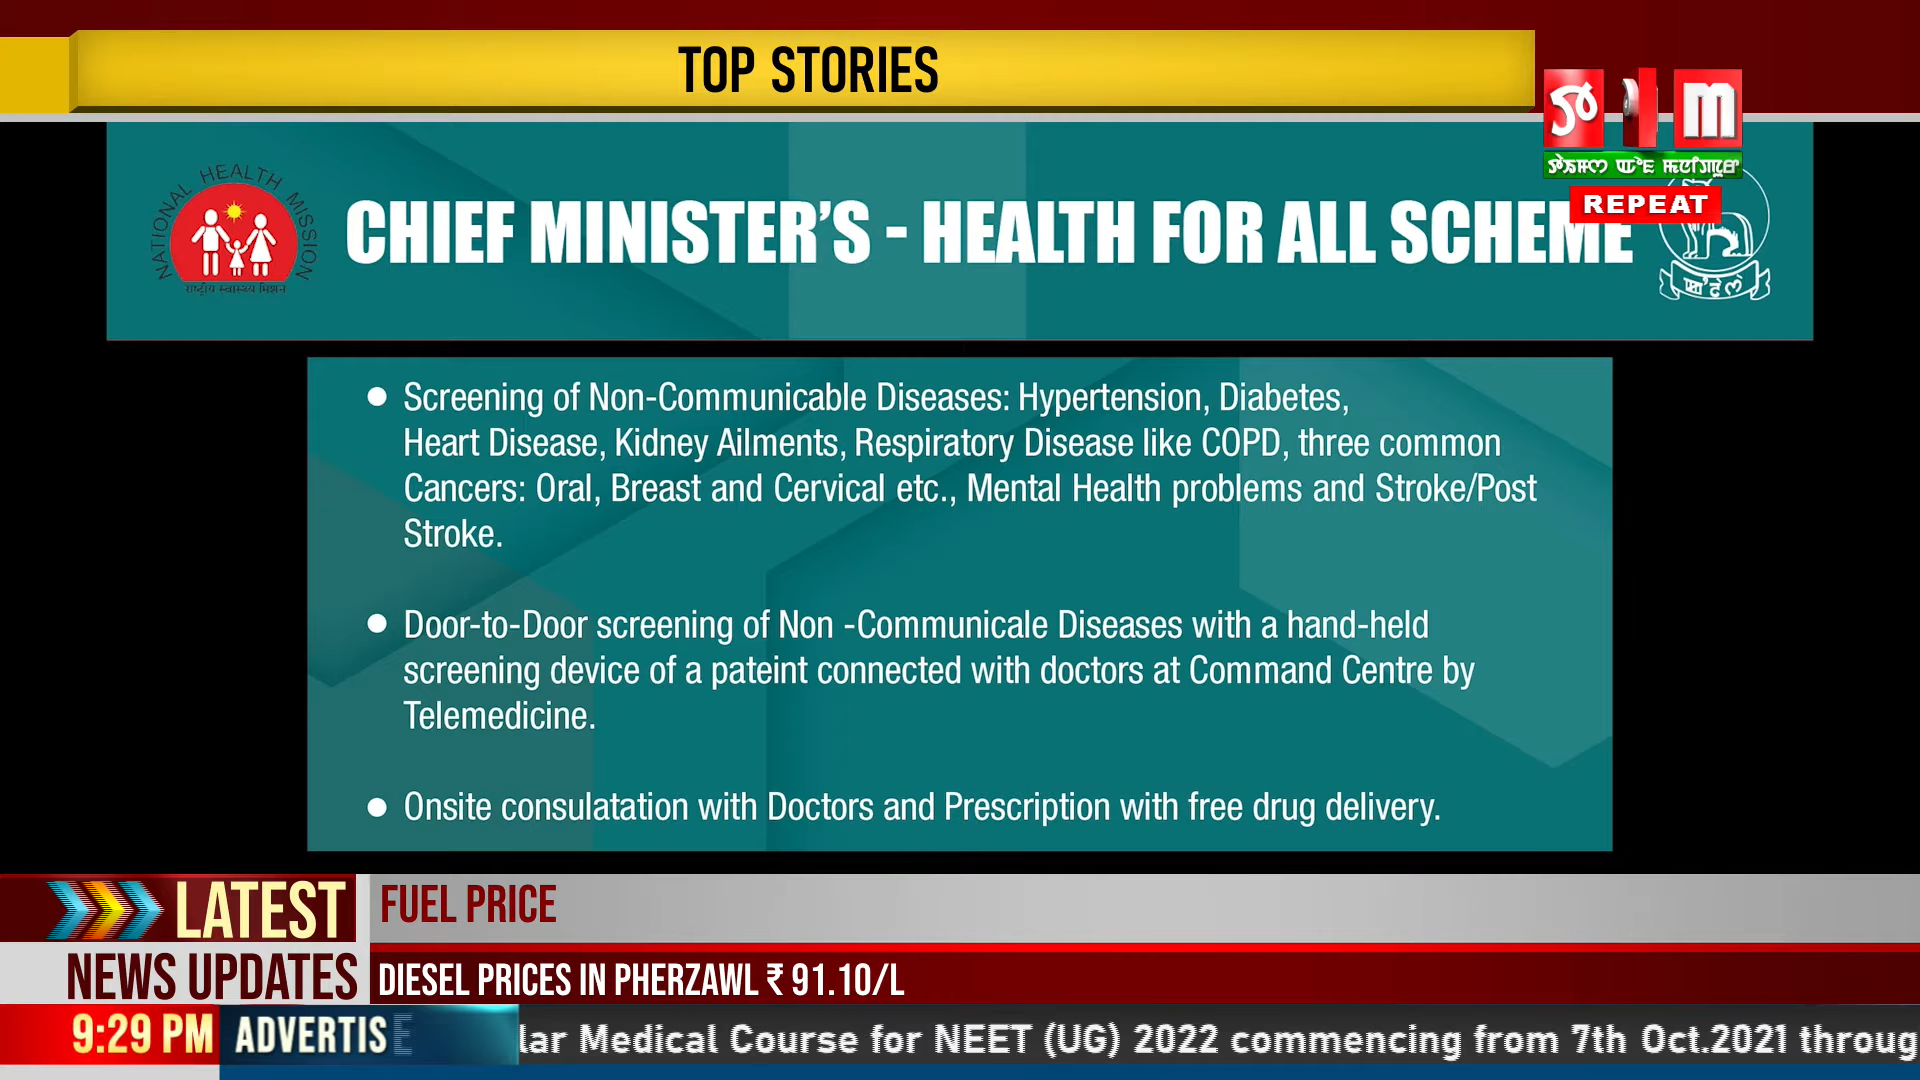 TOP STORIES
REPEAT
NATIONAL HEALTH MISSION
राष्ट्रीय स्वास्थ्य मिशन
CHIEF MINISTER'S - HEALTH FOR ALL SCHEME
● Screening of Non-Communicable Diseases: Hypertension, Diabetes,
Heart Disease, Kidney Ailments, Respiratory Disease like COPD, three common
Cancers: Oral, Breast and Cervical etc., Mental Health problems and Stroke/Post
Stroke.
● Door-to-Door screening of Non -Communicale Diseases with a hand-held
screening device of a pateint connected with doctors at Command Centre by
Telemedicine.
● Onsite consulatation with Doctors and Prescription with free drug delivery.
LATEST
NEWS UPDATES
FUEL PRICE
DIESEL PRICES IN PHERZAWL ₹ 91.10/L
9:29 PM
ADVERTISE
lar Medical Course for NEET (UG) 2022 commencing from 7th Oct.2021 throug